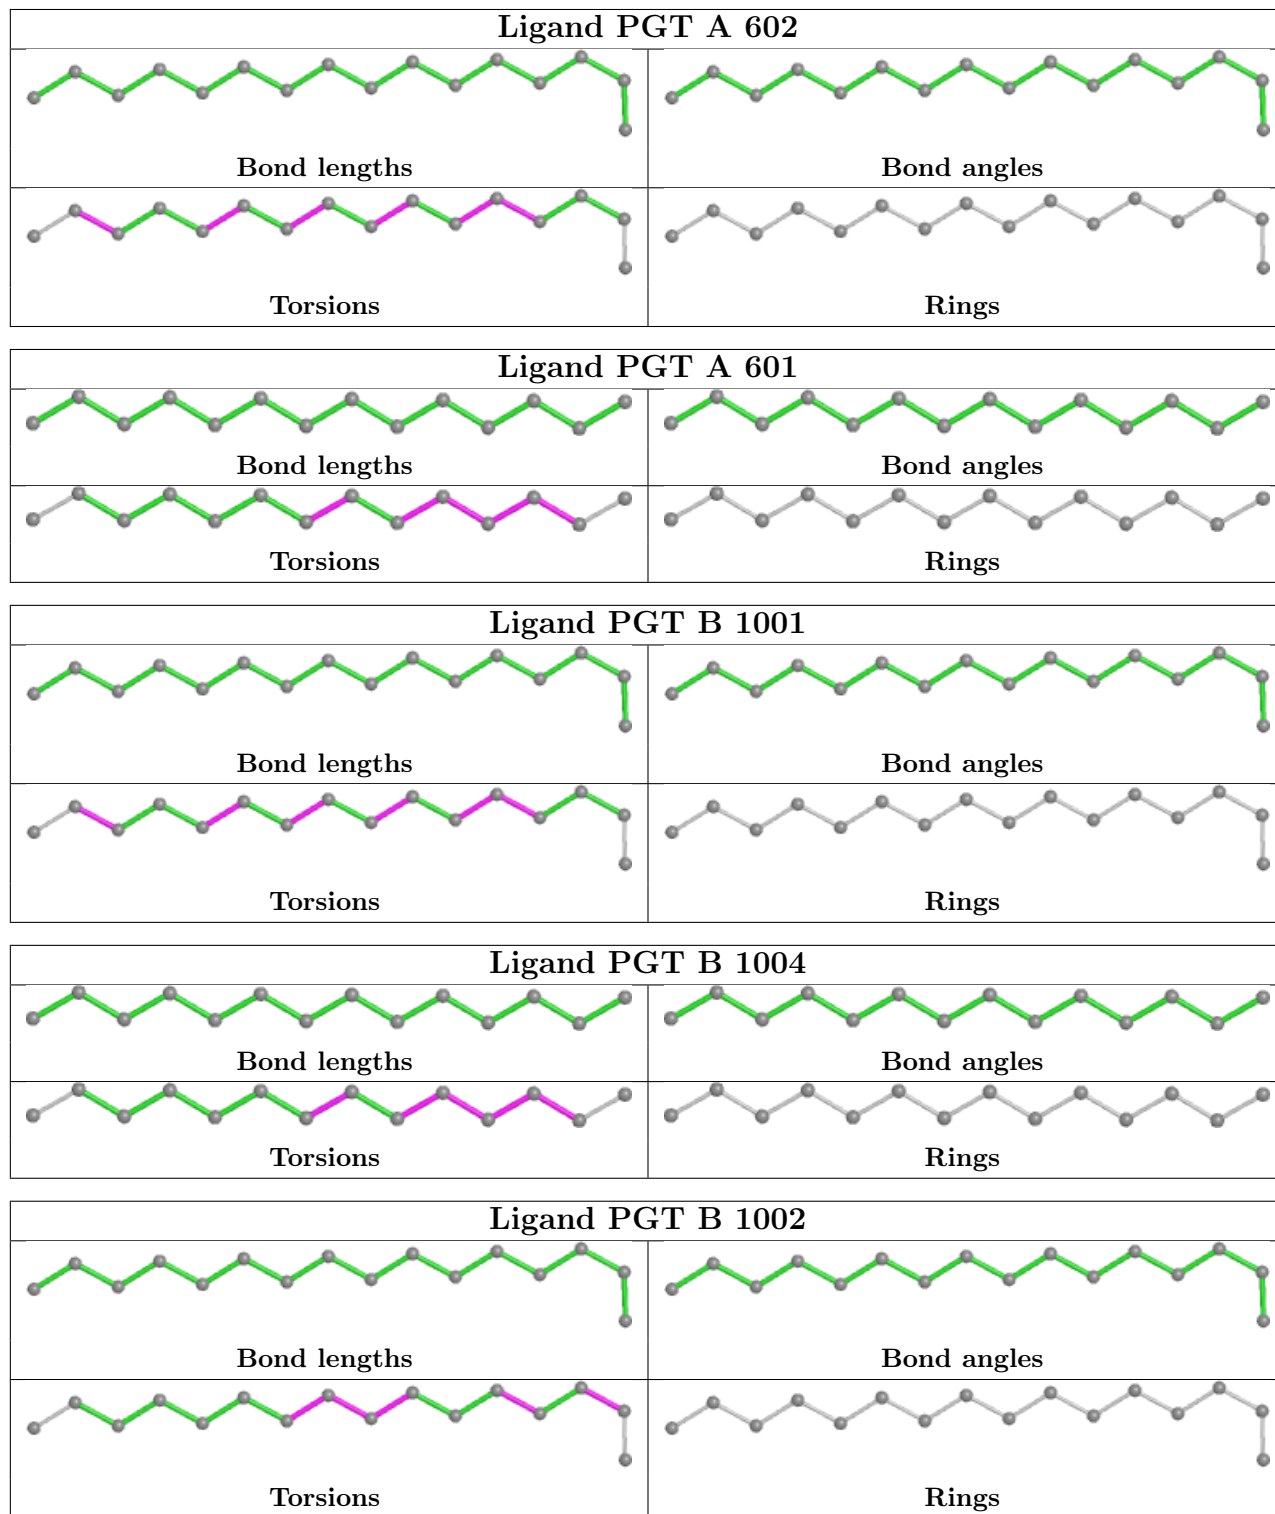 Ligand PGT A 602
Bond lengths
Bond angles
Torsions
Rings
Ligand PGT A 601
Bond lengths
Bond angles
Torsions
Rings
Ligand PGT B 1001
Bond lengths
Bond angles
Torsions
Rings
Ligand PGT B 1004
Bond lengths
Bond angles
Torsions
Rings
Ligand PGT B 1002
Bond lengths
Bond angles
Torsions
Rings